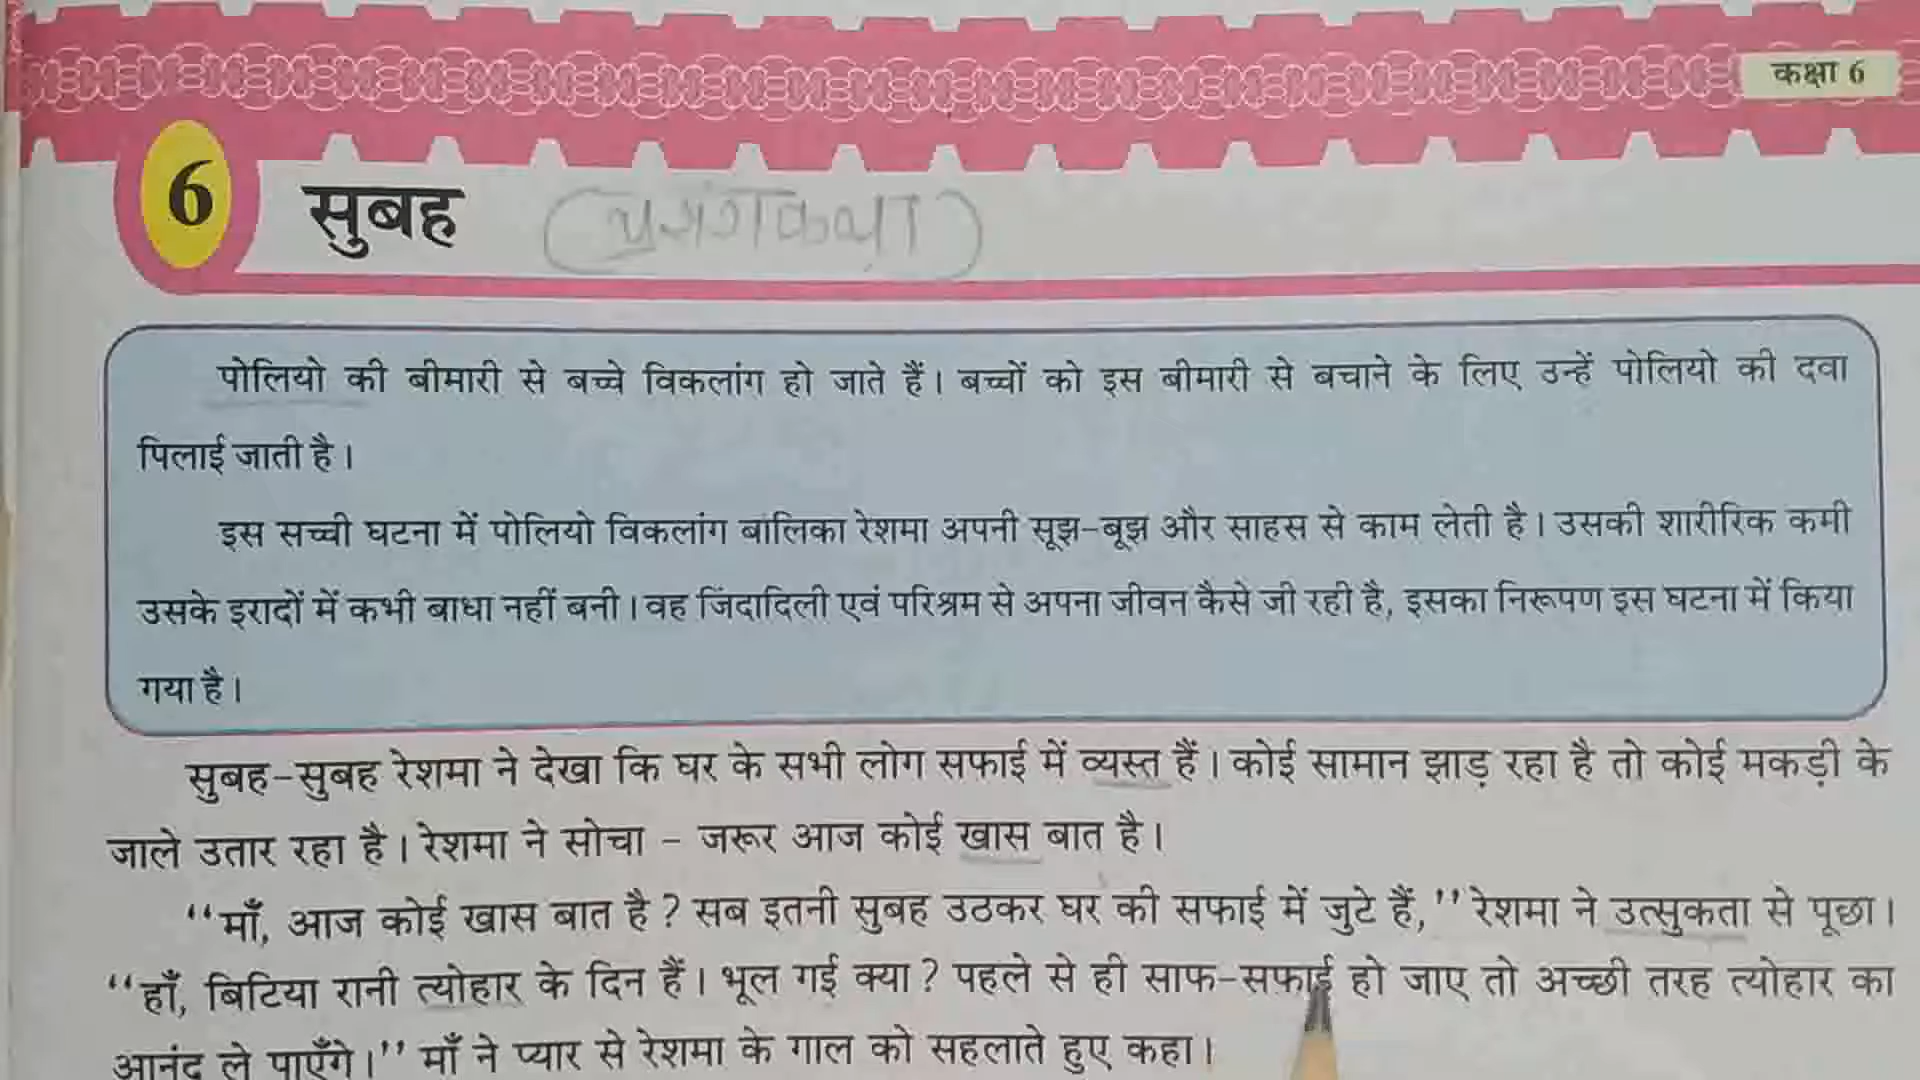 कक्षा 6
6 सुबह (प्रसंगकथा)
पोलियो की बीमारी से बच्चे विकलांग हो जाते हैं। बच्चों को इस बीमारी से बचाने के लिए उन्हें पोलियो की दवा
पिलाई जाती है।
इस सच्ची घटना में पोलियो विकलांग बालिका रेशमा अपनी सूझ-बूझ और साहस से काम लेती है। उसकी शारीरिक कमी
उसके इरादों में कभी बाधा नहीं बनी। वह जिंदादिली एवं परिश्रम से अपना जीवन कैसे जी रही है, इसका निरूपण इस घटना में किया
गया है।
सुबह-सुबह रेशमा ने देखा कि घर के सभी लोग सफाई में व्यस्त हैं। कोई सामान झाड़ रहा है तो कोई मकड़ी के
जाले उतार रहा है। रेशमा ने सोचा - जरूर आज कोई खास बात है।
‘‘माँ, आज कोई खास बात है ? सब इतनी सुबह उठकर घर की सफाई में जुटे हैं,’’ रेशमा ने उत्सुकता से पूछा।
‘‘हाँ, बिटिया रानी त्योहार के दिन हैं। भूल गई क्या ? पहले से ही साफ-सफाई हो जाए तो अच्छी तरह त्योहार का
आनंद ले पाएँगे।’’ माँ ने प्यार से रेशमा के गाल को सहलाते हुए कहा।